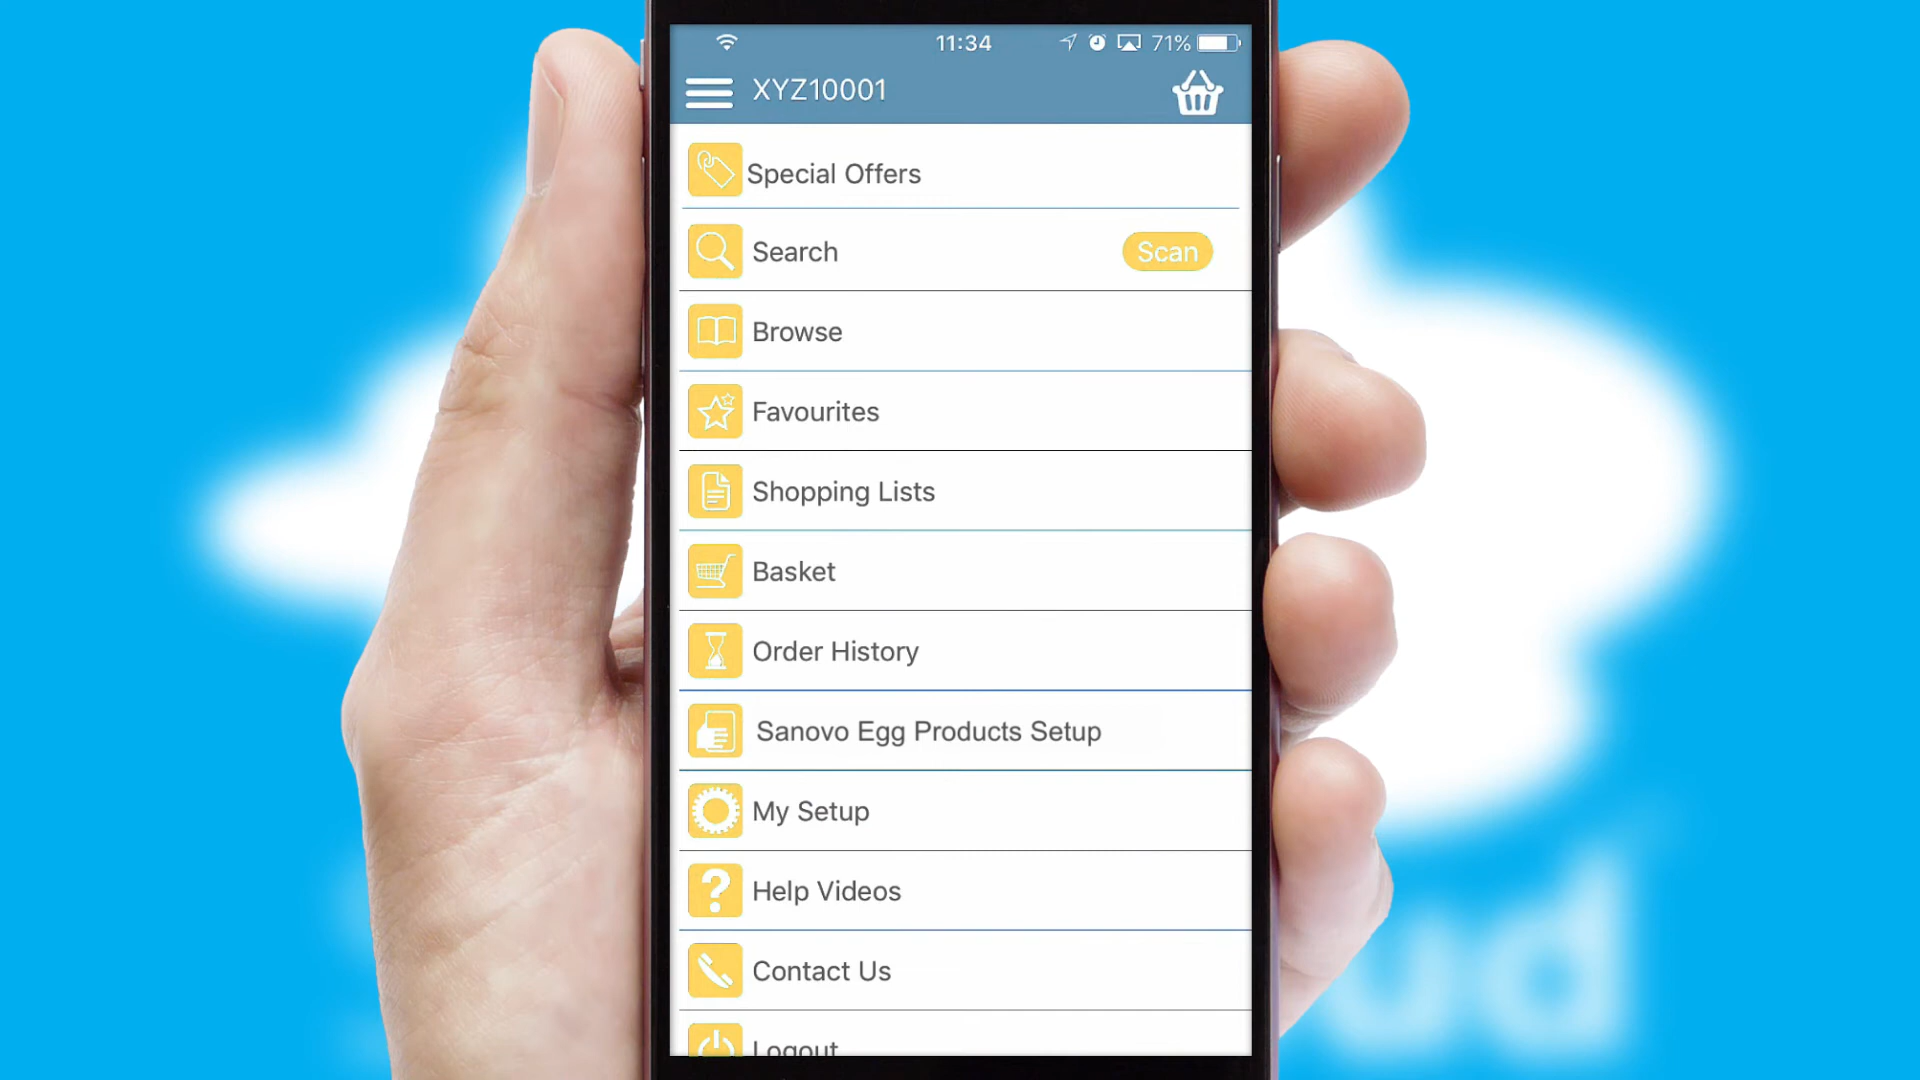 11:34
71%
XYZ10001
Special Offers
Search
Scan
Browse
Favourites
Shopping Lists
Basket
Order History
Sanovo Egg Products Setup
My Setup
Help Videos
Contact Us
Logout
ud